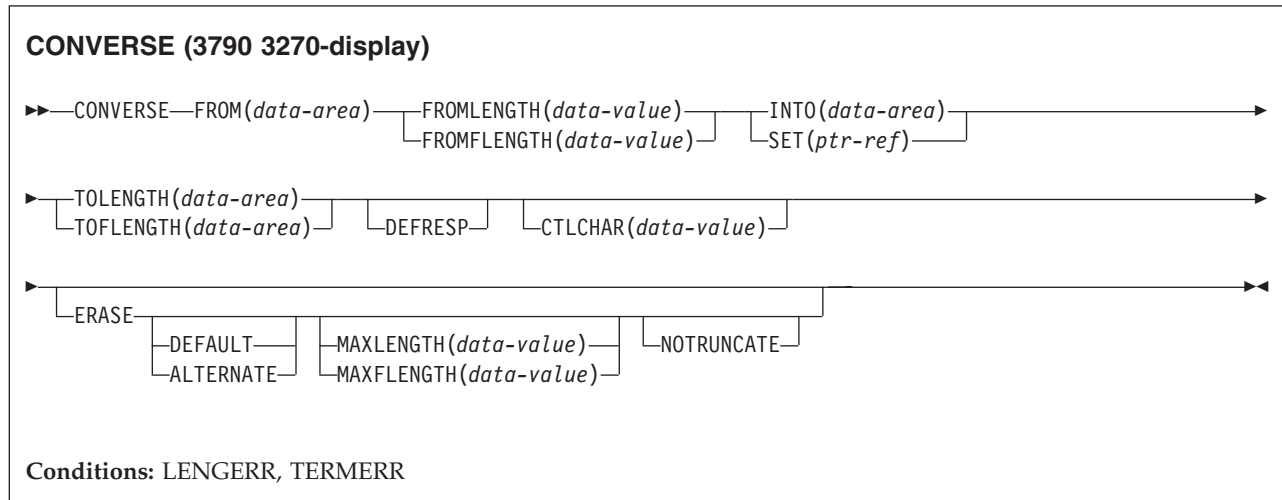 CONVERSE (3790 3270-display)
CONVERSE FROM(data-area) FROMLENGTH(data-value) INTO(data-area)
FROMFLENGTH(data-value) SET(ptr-ref)
TOLENGTH(data-area)
TOFLENGTH(data-area) DEFRESP CTLCHAR(data-value)
ERASE
DEFAULT MAXLENGTH(data-value) NOTRUNCATE
ALTERNATE MAXFLENGTH(data-value)
Conditions: LENGERR, TERMERR